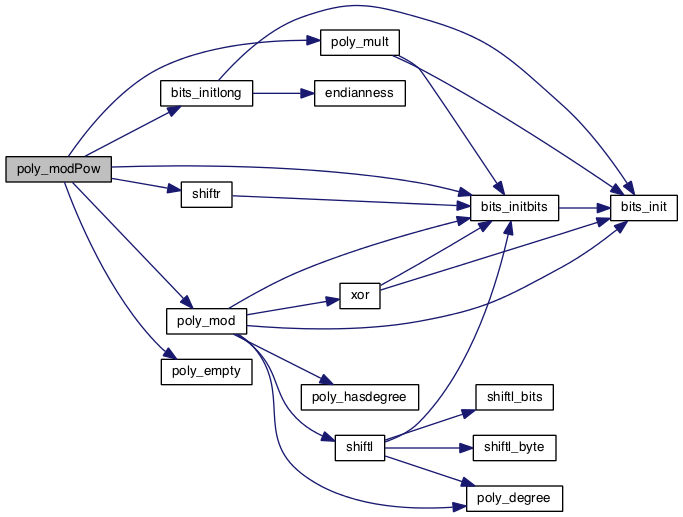 poly_mult
bits_initlong
endianness
poly_modPow
shiftr
bits_initbits
bits_init
xor
poly_mod
poly_empty
poly_hasdegree
shiftl_bits
shiftl
shiftl_byte
poly_degree